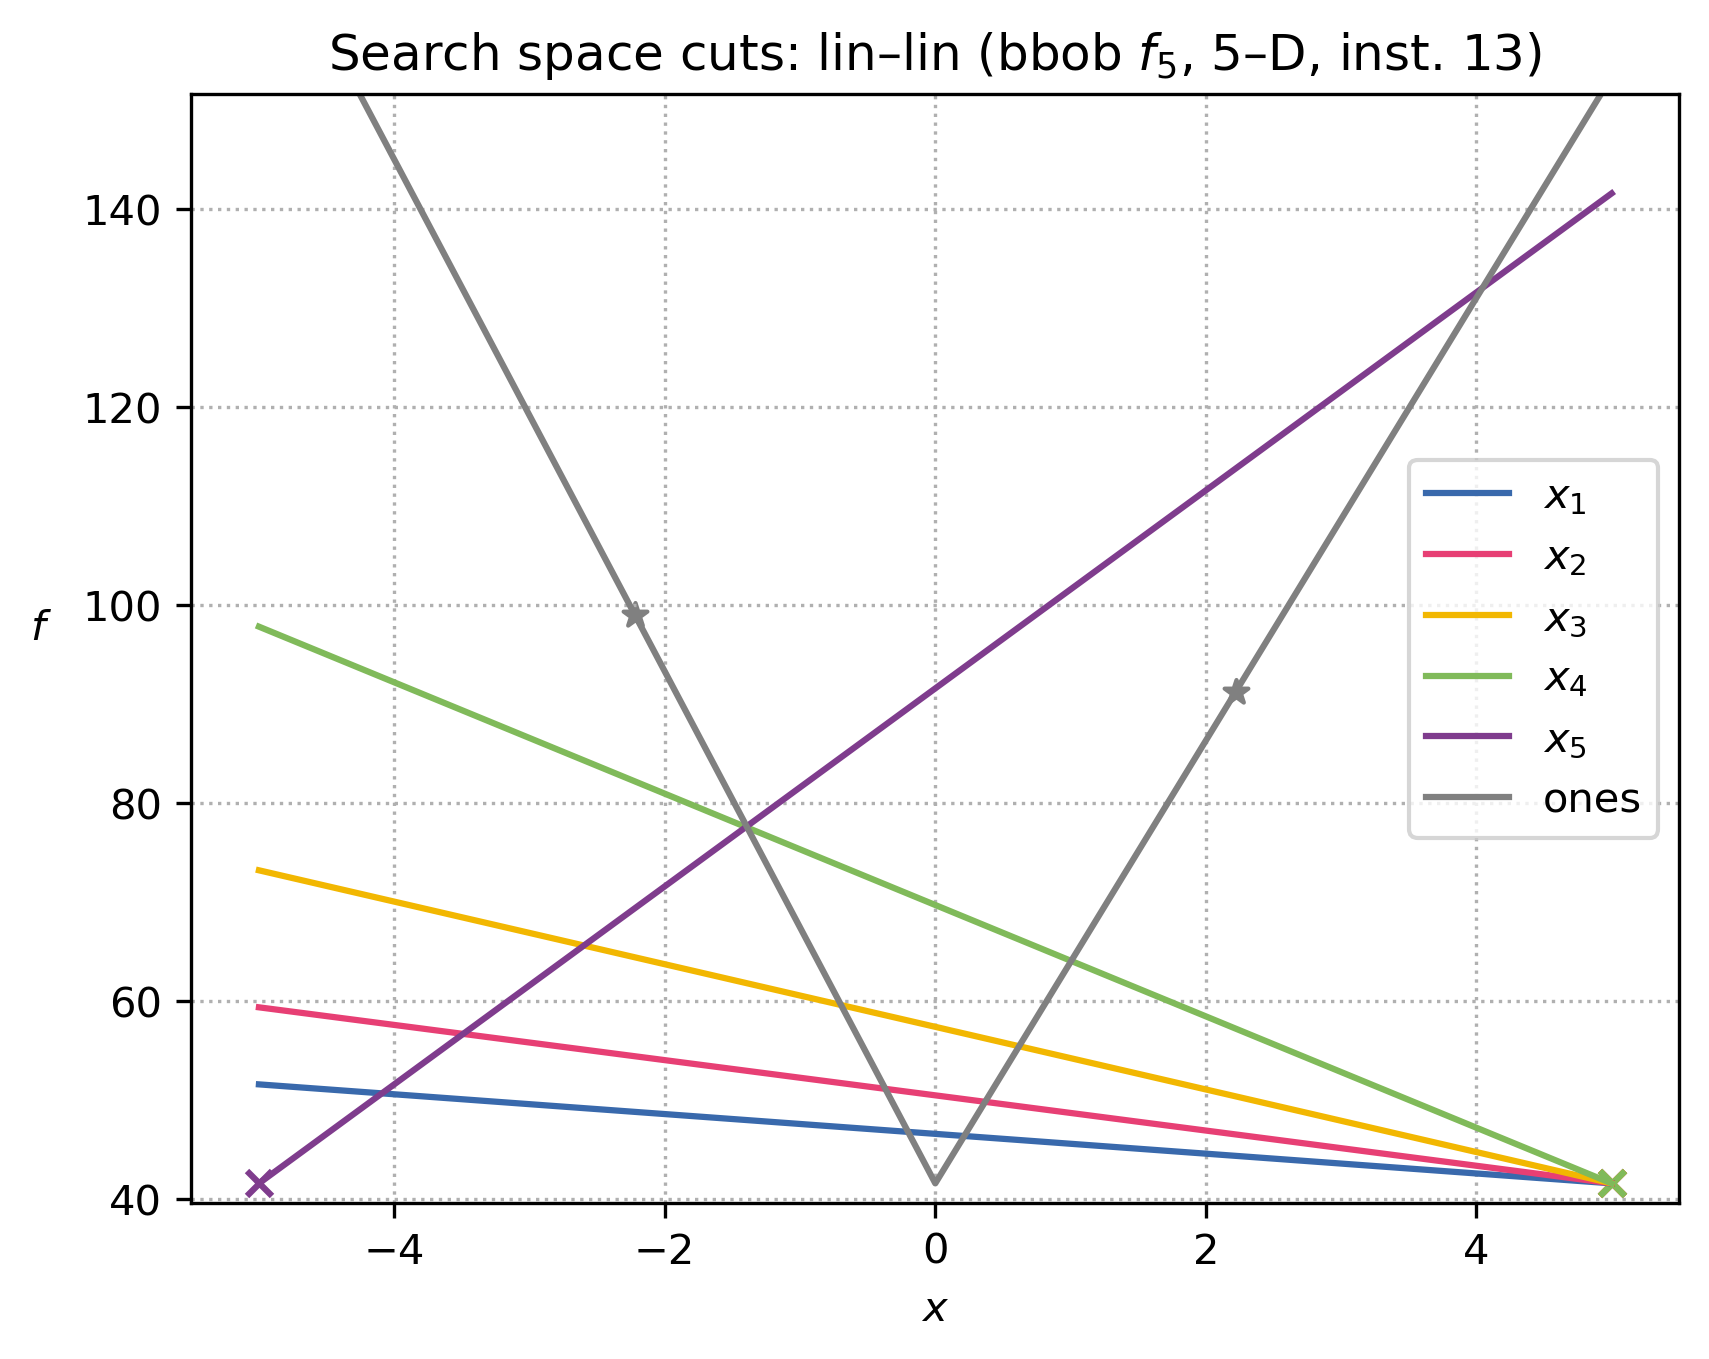 Search space cuts: lin–lin (bbob f₅, 5–D, inst. 13)
140
120
100
80
60
40
f
−4
−2
0
2
4
x
x₁
x₂
x₃
x₄
x₅
ones